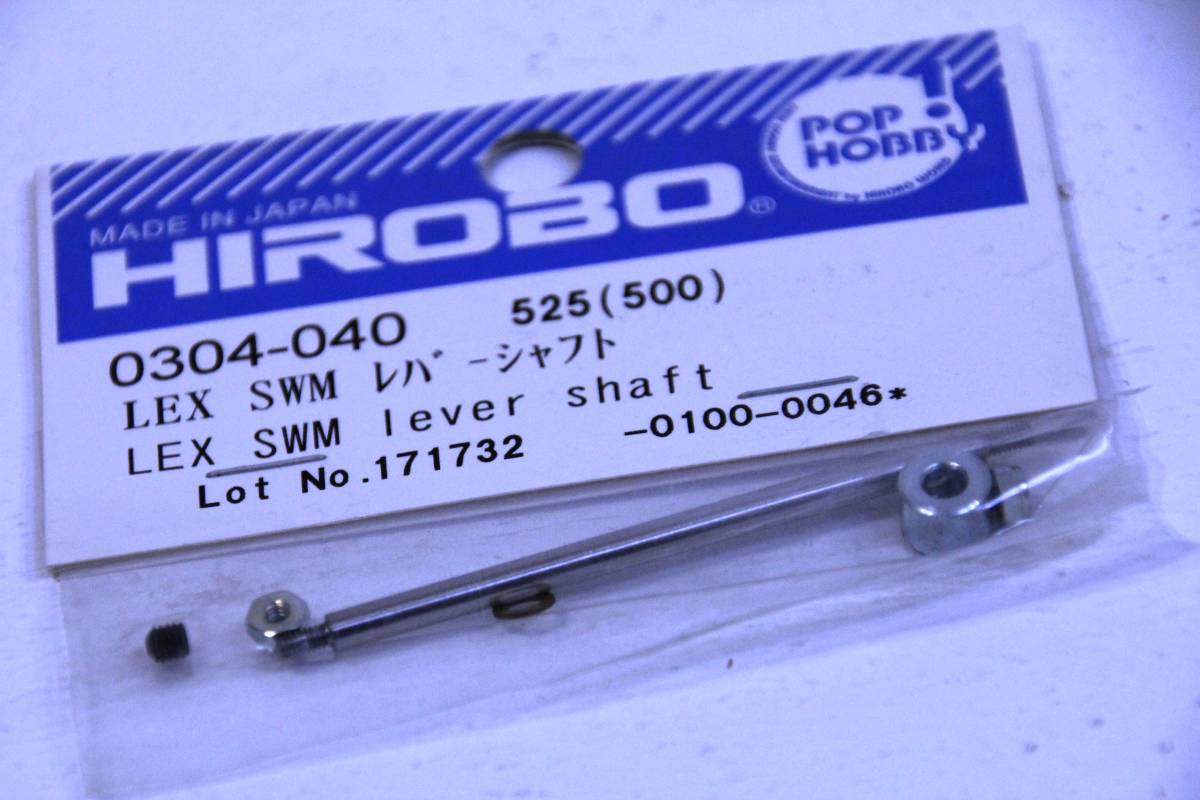 POP!
HOBBY
MADE IN JAPAN
HIROBO®
0304-040 525(500)
LEX SWM レバーシャフト
LEX SWM lever shaft
Lot No.171732 -0100-0046*